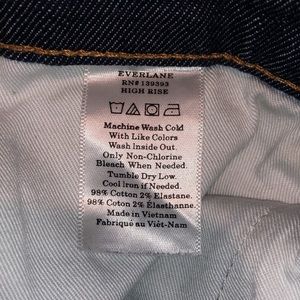 EVERLANE
RN# 139393
HIGH RISE
Machine Wash Cold
With Like Colors
Wash Inside Out.
Only Non-Chlorine
Bleach When Needed.
Tumble Dry Low.
Cool Iron if Needed.
98% Cotton 2% Elastane.
98% Coton 2% Élasthanne.
Made in Vietnam
Fabriqué au Viêt-Nam